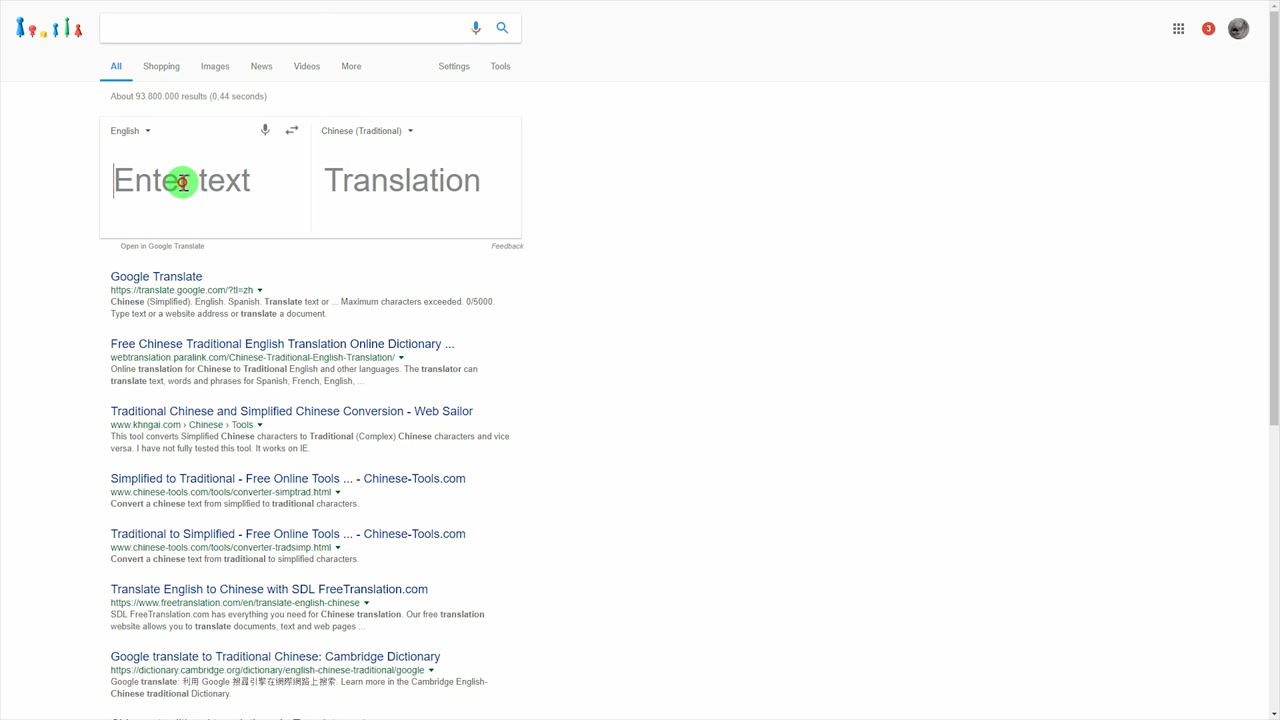 3
All Shopping Images News Videos More Settings Tools
About 93.800.000 results (0,44 seconds)
English Chinese (Traditional)
Enter text Translation
Open in Google Translate Feedback
Google Translate
https://translate.google.com/?tl=zh
Chinese (Simplified). English. Spanish. Translate text or ... Maximum characters exceeded. 0/5000.
Type text or a website address or translate a document.
Free Chinese Traditional English Translation Online Dictionary ...
webtranslation.paralink.com/Chinese-Traditional-English-Translation/
Online translation for Chinese to Traditional English and other languages. The translator can
translate text, words and phrases for Spanish, French, English, ...
Traditional Chinese and Simplified Chinese Conversion - Web Sailor
www.khngai.com › Chinese › Tools
This tool converts Simplified Chinese characters to Traditional (Complex) Chinese characters and vice
versa. I have not fully tested this tool. It works on IE.
Simplified to Traditional - Free Online Tools ... - Chinese-Tools.com
www.chinese-tools.com/tools/converter-simptrad.html
Convert a chinese text from simplified to traditional characters.
Traditional to Simplified - Free Online Tools ... - Chinese-Tools.com
www.chinese-tools.com/tools/converter-tradsimp.html
Convert a chinese text from traditional to simplified characters.
Translate English to Chinese with SDL FreeTranslation.com
https://www.freetranslation.com/en/translate-english-chinese
SDL FreeTranslation.com has everything you need for Chinese translation. Our free translation
website allows you to translate documents, text and web pages ...
Google translate to Traditional Chinese: Cambridge Dictionary
https://dictionary.cambridge.org/dictionary/english-chinese-traditional/google
Google translate: 利用 Google 搜尋引擎在網際網路上搜索. Learn more in the Cambridge English-
Chinese traditional Dictionary.